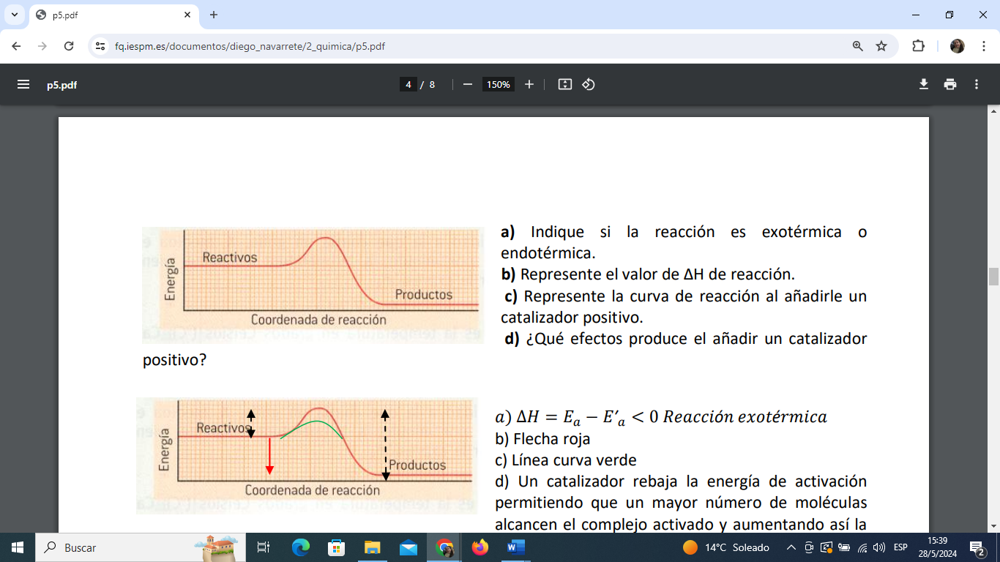 p5.pdf
fq.iespm.es/documentos/diego_navarrete/2_quimica/p5.pdf
p5.pdf
4 / 8
150%
Energía
Reactivos
Productos
Coordenada de reacción
a) Indique si la reacción es exotérmica o
endotérmica.
b) Represente el valor de ΔH de reacción.
c) Represente la curva de reacción al añadirle un
catalizador positivo.
d) ¿Qué efectos produce el añadir un catalizador
positivo?
Energía
Reactivos
Productos
Coordenada de reacción
a) ΔH = Eₐ − E′ₐ < 0 Reacción exotérmica
b) Flecha roja
c) Línea curva verde
d) Un catalizador rebaja la energía de activación
permitiendo que un mayor número de moléculas
alcancen el complejo activado y aumentando así la
Buscar
14°C Soleado
ESP
15:39
28/5/2024
2